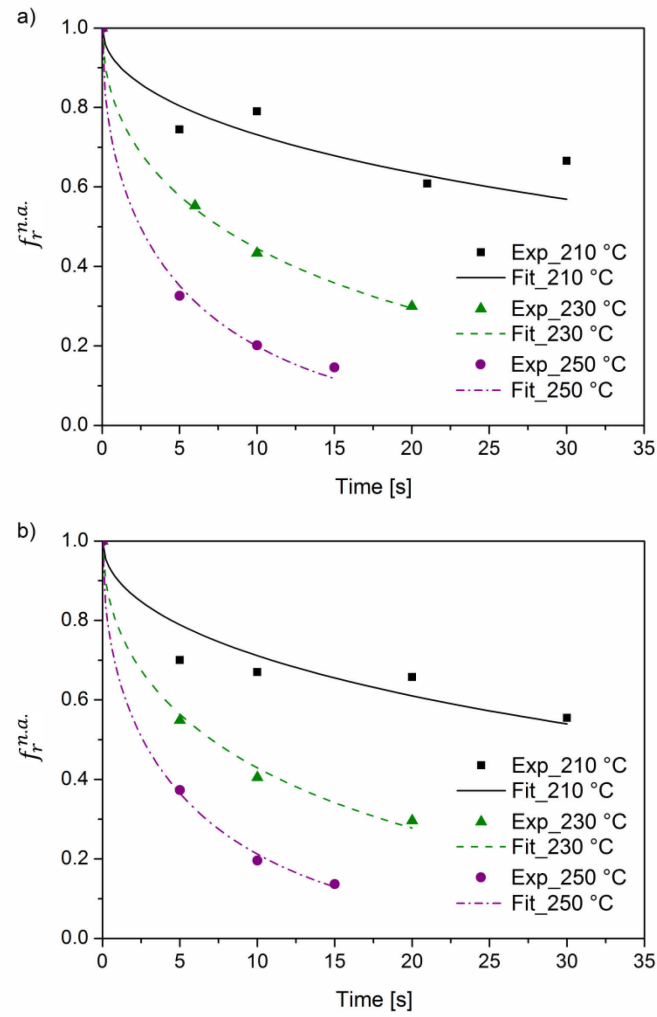 a)
1.0
0.8
0.6
0.4
0.2
0.0
f_r^{n.a.}
Exp_210 °C
Fit_210 °C
Exp_230 °C
Fit_230 °C
Exp_250 °C
Fit_250 °C
0 5 10 15 20 25 30 35
Time [s]
b)
1.0
0.8
0.6
0.4
0.2
0.0
f_r^{n.a.}
Exp_210 °C
Fit_210 °C
Exp_230 °C
Fit_230 °C
Exp_250 °C
Fit_250 °C
0 5 10 15 20 25 30 35
Time [s]